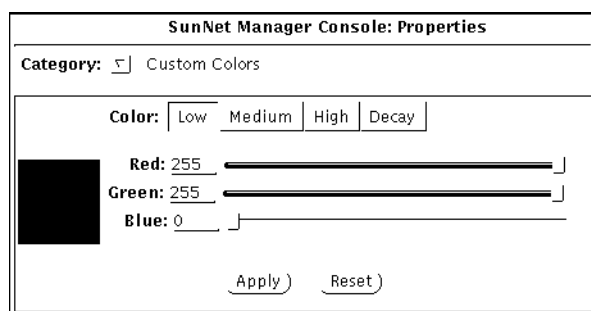 SunNet Manager Console: Properties
Category: Custom Colors
Color: Low Medium High Decay
Red: 255
Green: 255
Blue: 0
Apply Reset